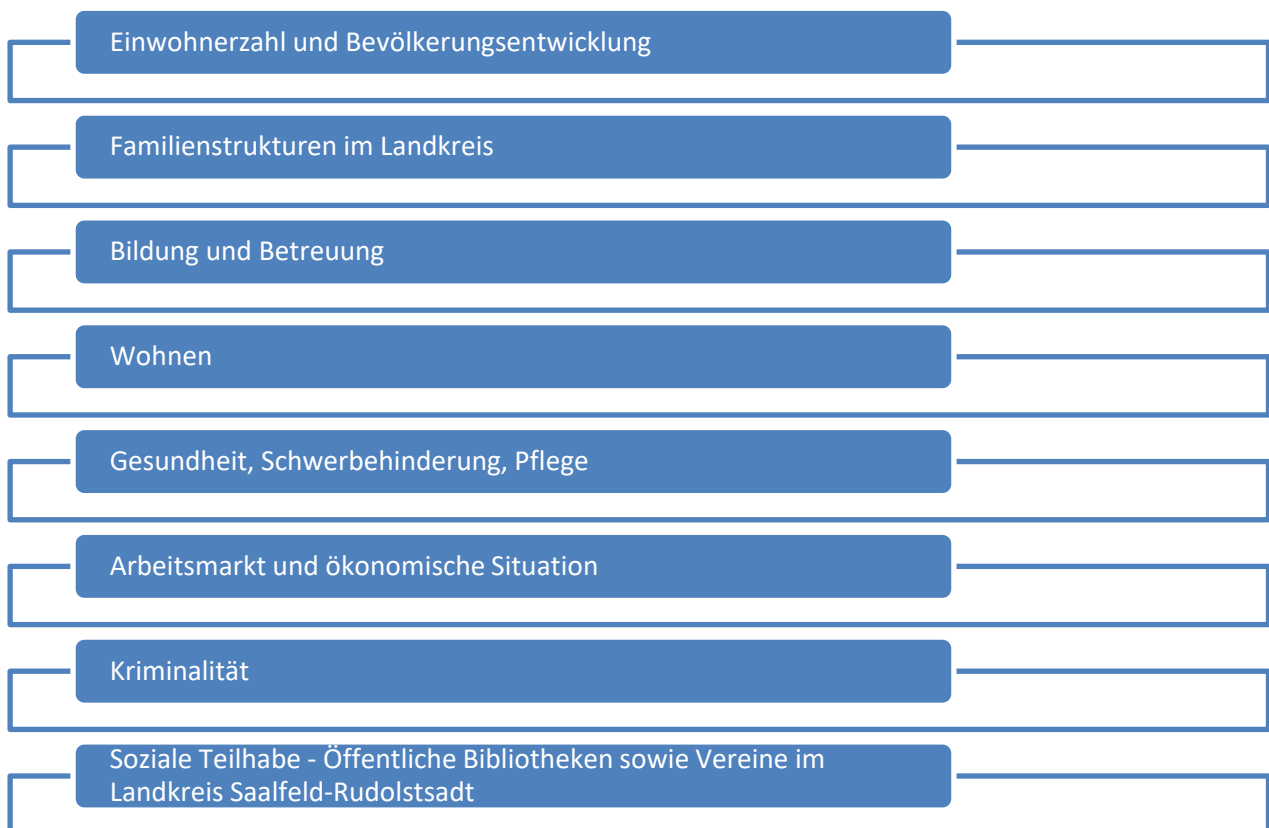 Einwohnerzahl und Bevölkerungsentwicklung
Familienstrukturen im Landkreis
Bildung und Betreuung
Wohnen
Gesundheit, Schwerbehinderung, Pflege
Arbeitsmarkt und ökonomische Situation
Kriminalität
Soziale Teilhabe - Öffentliche Bibliotheken sowie Vereine im
Landkreis Saalfeld-Rudolstsadt